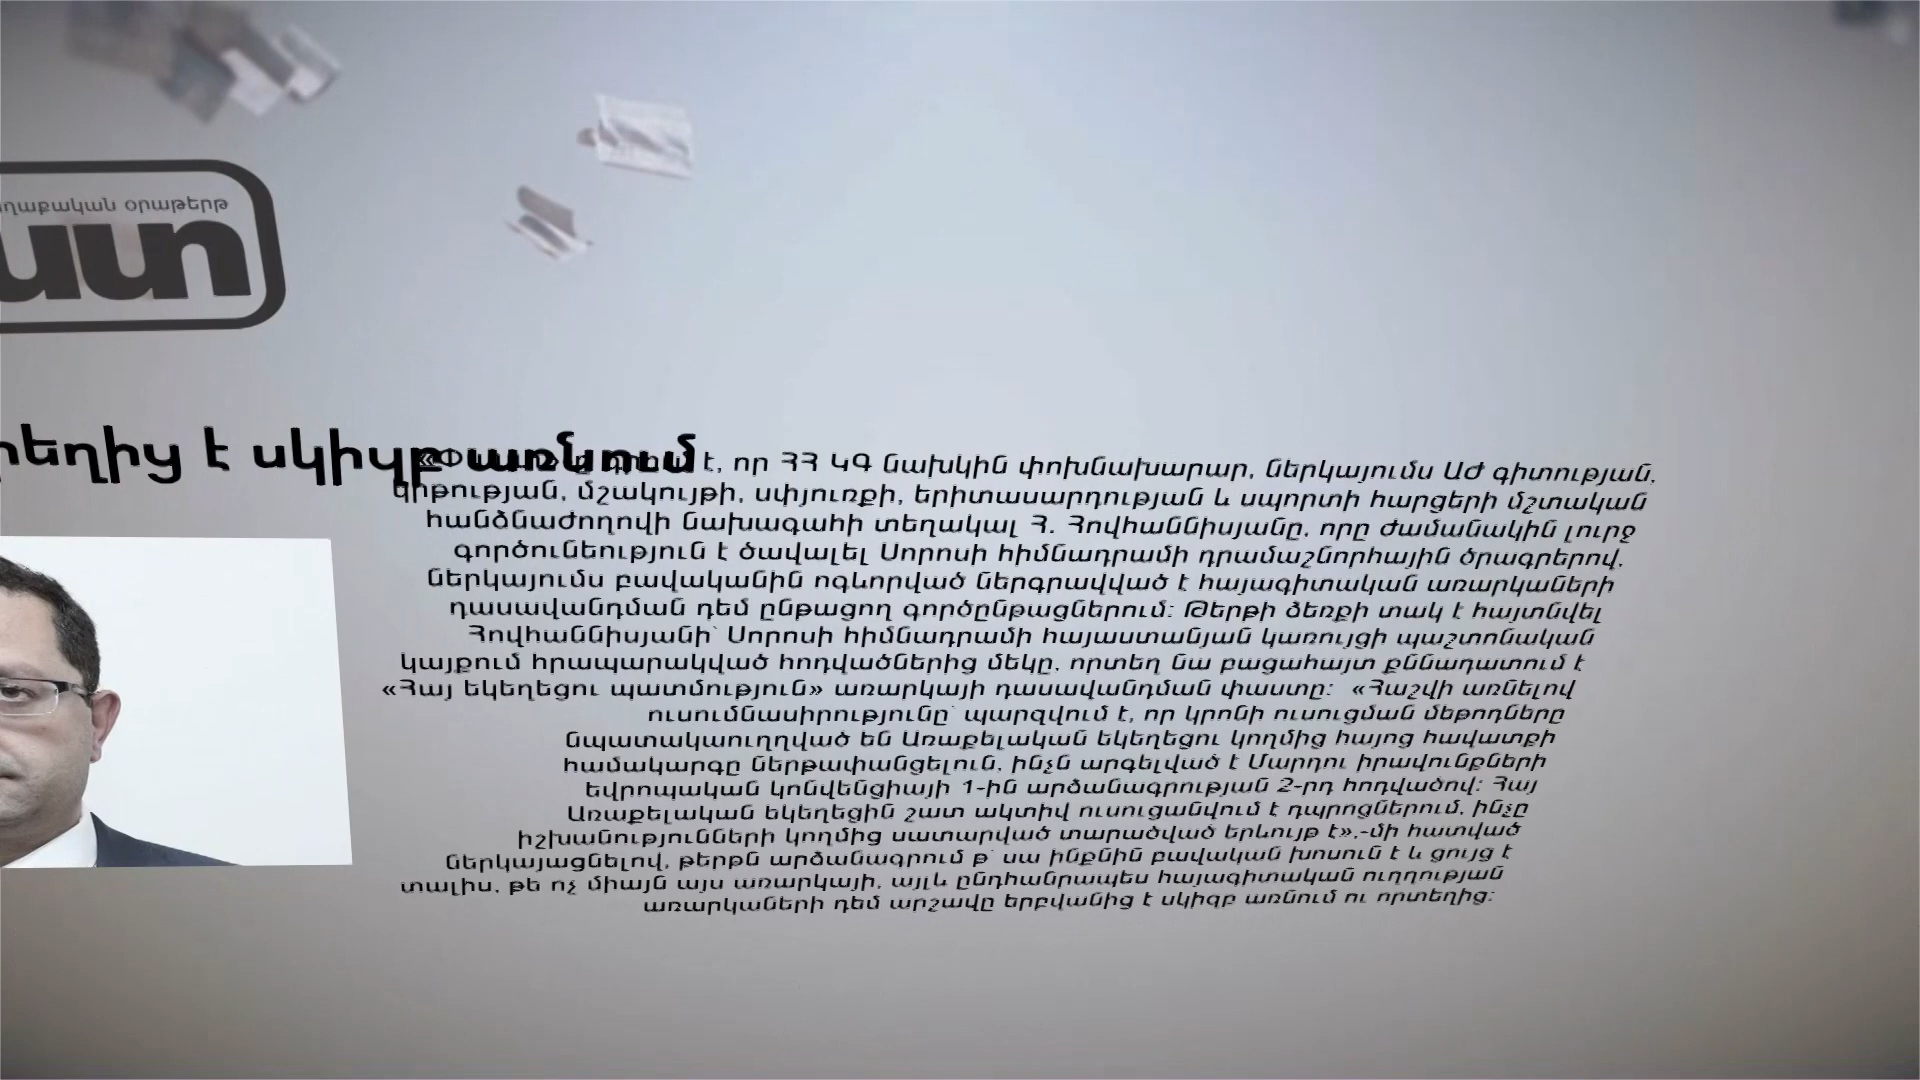 ղաքական օրաթերթ
աստ
րեղից է սկիզբ առնում
է, որ ՀՀ ԿԳ նախկին փոխնախարար, ներկայումս ԱԺ գիտության,
կրթության, մշակույթի, սփյուռքի, երիտասարդության և սպորտի հարցերի մշտական
հանձնաժողովի նախագահի տեղակալ Հ. Հովհաննիսյանը, որը ժամանակին լուրջ
գործունեություն է ծավալել Սորոսի հիմնադրամի դրամաշնորհային ծրագրերով,
ներկայումս բավականին ոգևորված ներգրավված է հայագիտական առարկաների
դասավանդման դեմ ընթացող գործընթացներում: Թերթի ձեռքի տակ է հայտնվել
Հովհաննիսյանի՝ Սորոսի հիմնադրամի հայաստանյան կառույցի պաշտոնական
կայքում հրապարակված հոդվածներից մեկը, որտեղ նա բացահայտ քննադատում է
«Հայ եկեղեցու պատմություն» առարկայի դասավանդման փաստը: «Հաշվի առնելով
ուսումնասիրությունը՝ պարզվում է, որ կրոնի ուսուցման մեթոդները
նպատակաուղղված են Առաքելական եկեղեցու կողմից հայոց հավատքի
համակարգը ներթափանցելուն, ինչն արգելված է Մարդու իրավունքների
եվրոպական կոնվենցիայի 1-ին արձանագրության 2-րդ հոդվածով: Հայ
Առաքելական եկեղեցին շատ ակտիվ ուսուցանվում է դպրոցներում, ինչը
իշխանությունների կողմից սատարված տարածված երևույթ է»,-մի հատված
ներկայացնելով, թերթն արձանագրում թ՝ սա ինքնին բավական խոսուն է և ցույց է
տալիս, թե ոչ միայն այս առարկայի, այլև ընդհանրապես հայագիտական ուղղության
առարկաների դեմ արշավը երբվանից է սկիզբ առնում ու որտեղից: